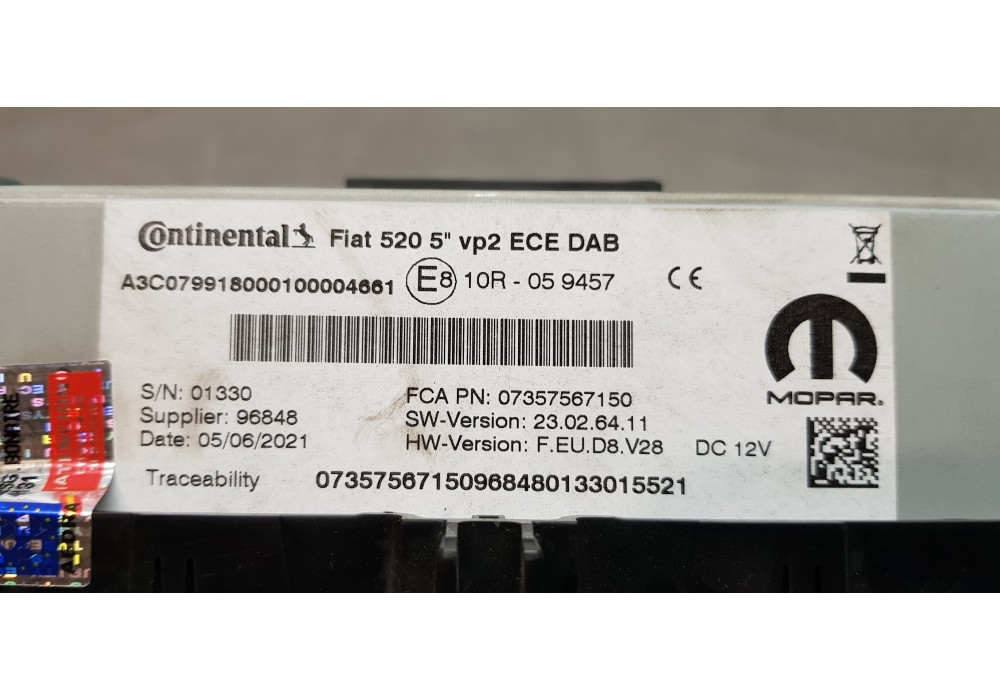 Continental Fiat 520 5" vp2 ECE DAB
A3C0799180001000004661 E8 10R - 05 9457 CE
MOPAR®
S/N: 01330 FCA PN: 07357567150
Supplier: 96848 SW-Version: 23.02.64.11
Date: 05/06/2021 HW-Version: F.EU.D8.V28 DC 12V
Traceability 07357567150968480133015521
BONAIRE